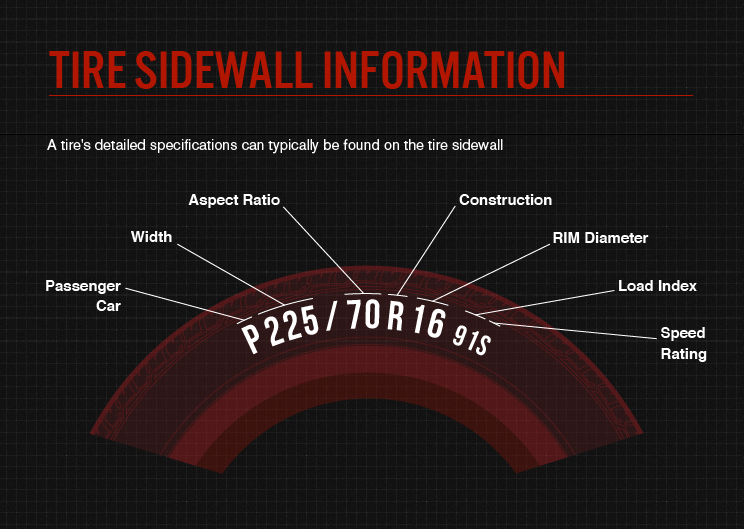 TIRE SIDEWALL INFORMATION
A tire's detailed specifications can typically be found on the tire sidewall
Aspect Ratio
Construction
Width
RIM Diameter
Passenger
Car
Load Index
Speed
Rating
P 225 / 70 R 16 91S